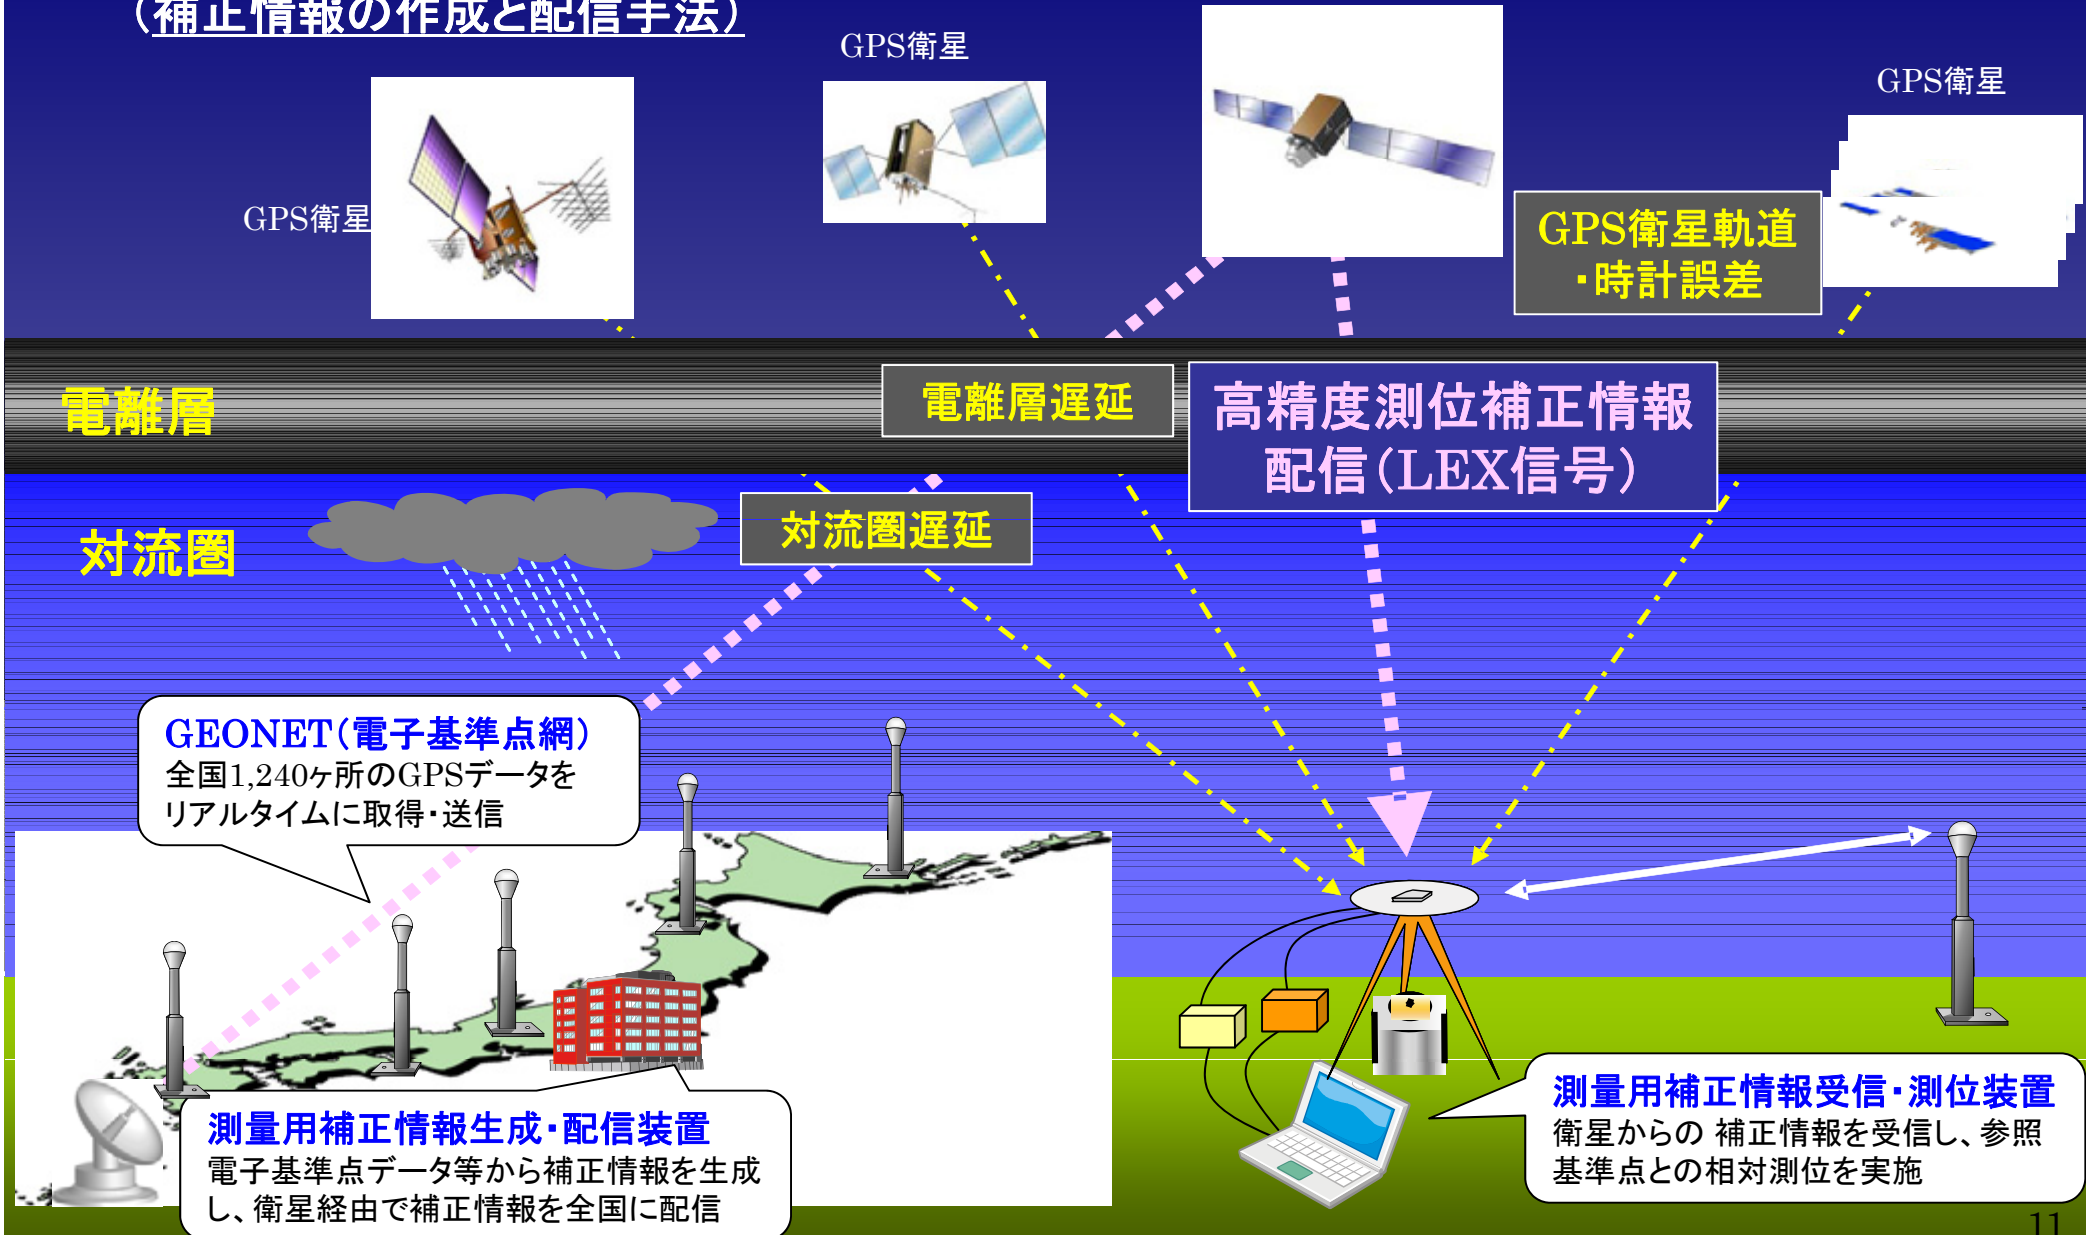 （補正情報の作成と配信手法）
GPS衛星
GPS衛星
GPS衛星
GPS衛星軌道
・時計誤差
電離層
電離層遅延
高精度測位補正情報
配信（LEX信号）
対流圏
対流圏遅延
GEONET（電子基準点網）
全国1,240ヶ所のGPSデータを
リアルタイムに取得・送信
測量用補正情報生成・配信装置
電子基準点データ等から補正情報を生成
し、衛星経由で補正情報を全国に配信
測量用補正情報受信・測位装置
衛星からの 補正情報を受信し、参照
基準点との相対測位を実施
11